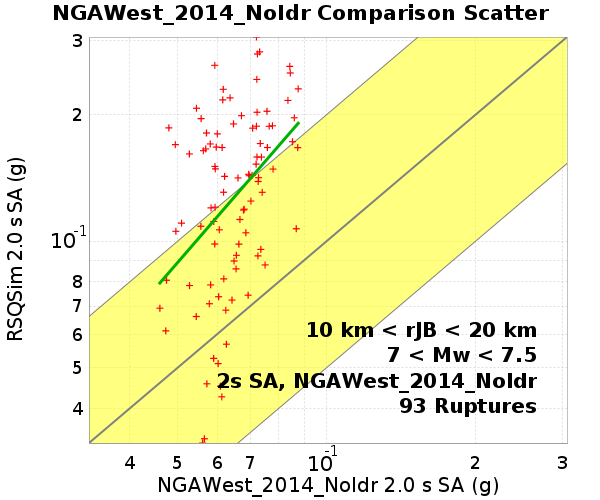 NGAWest_2014_NoIdr Comparison Scatter
RSQSim 2.0 s SA (g)
3
2
10-1
8
7
6
5
4
10 km < rJB < 20 km
7 < Mw < 7.5
2s SA, NGAWest_2014_NoIdr
93 Ruptures
4 5 6 7 10-1 2 3
NGAWest_2014_NoIdr 2.0 s SA (g)